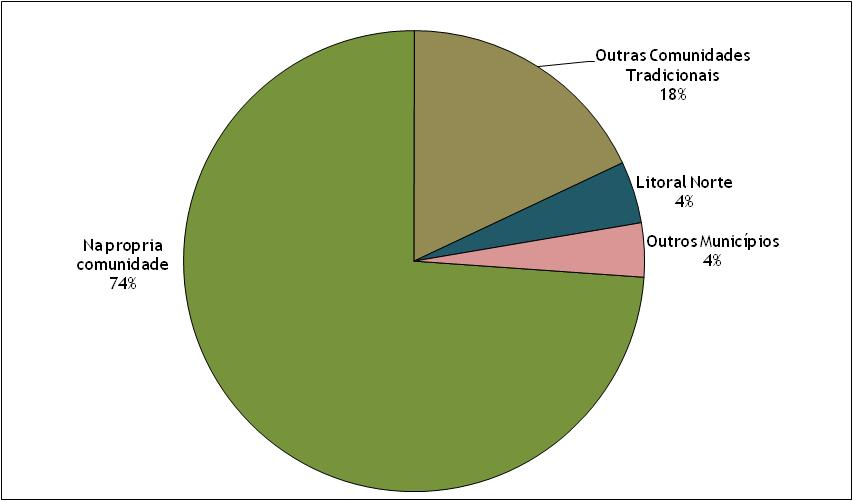 Outras Comunidades
Tradicionais
18%
Litoral Norte
4%
Outros Municípios
4%
Na propria
comunidade
74%